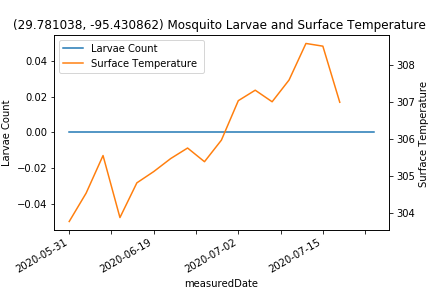 (29.781038, -95.430862) Mosquito Larvae and Surface Temperature
Larvae Count
Surface Temperature
0.04
0.02
0.00
−0.02
−0.04
Larvae Count
308
307
306
305
304
Surface Temperature
2020-05-31
2020-06-19
2020-07-02
2020-07-15
measuredDate